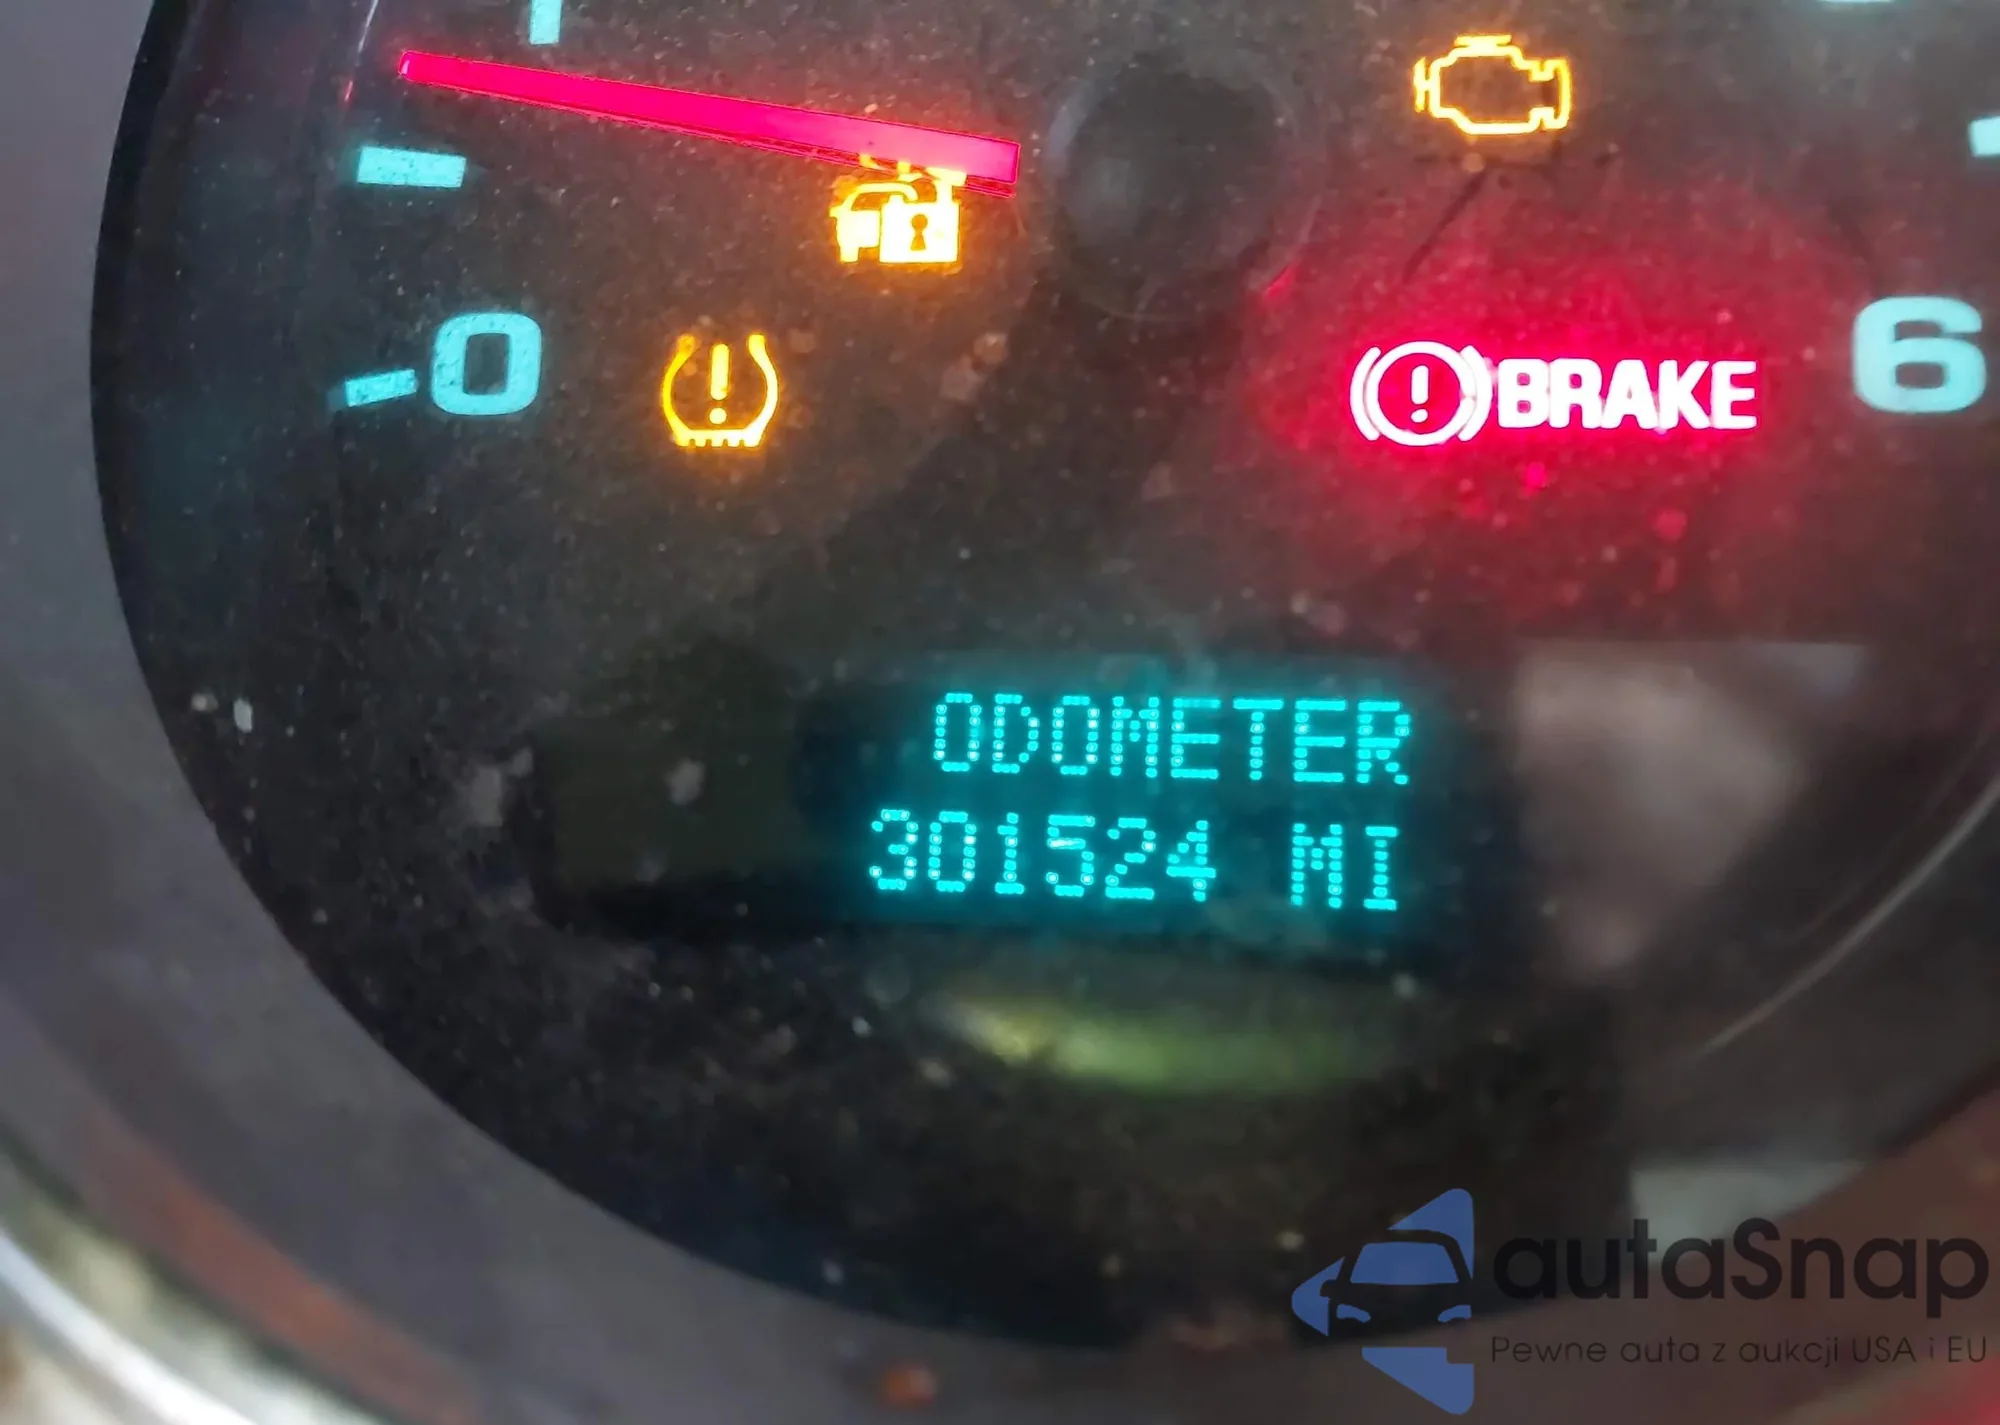 0
BRAKE
6
ODOMETER
301524 MI
autaSnap
Pewne auta z aukcji USA i EU